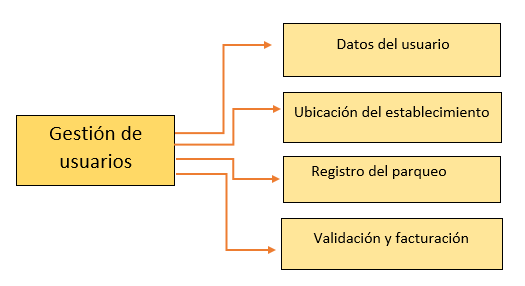 Gestión de
usuarios
Datos del usuario
Ubicación del establecimiento
Registro del parqueo
Validación y facturación